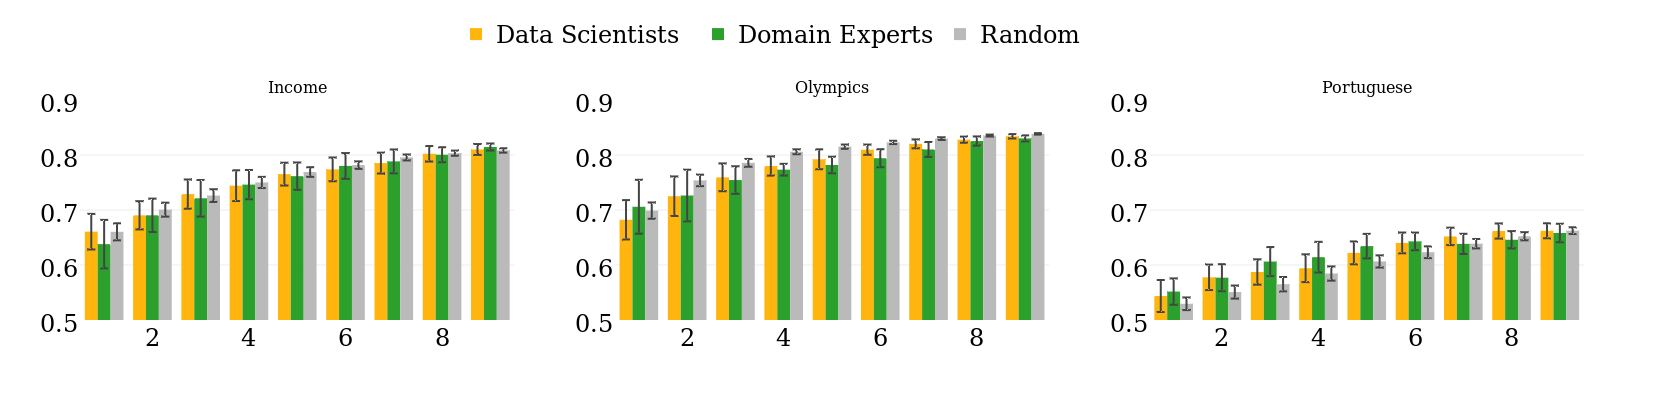 Data Scientists Domain Experts Random
Income Olympics Portuguese
0.9 0.9 0.9
0.8 0.8 0.8
0.7 0.7 0.7
0.6 0.6 0.6
0.5 0.5 0.5
2 4 6 8 2 4 6 8 2 4 6 8